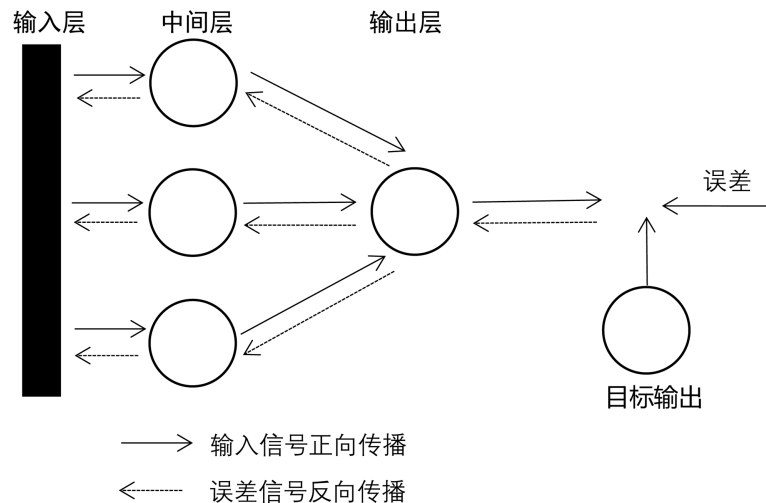 输入层 中间层 输出层
误差
目标输出
输入信号正向传播
误差信号反向传播